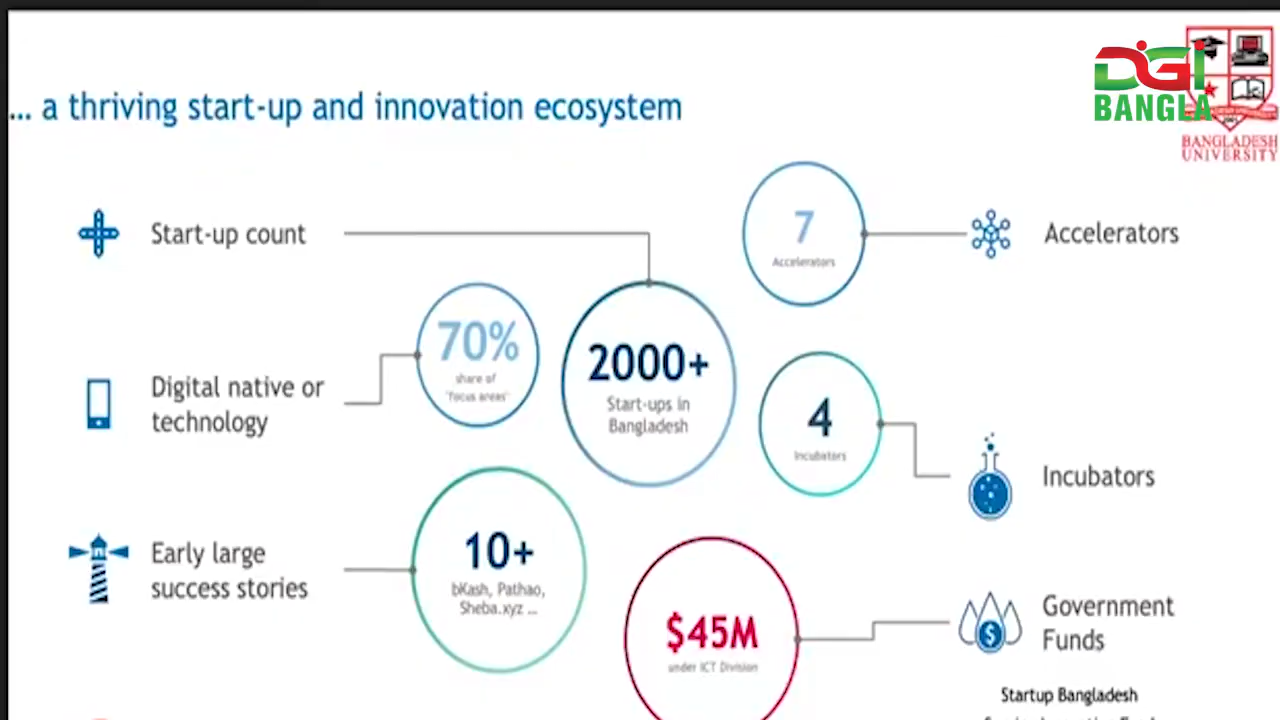 ... a thriving start-up and innovation ecosystem
DGI
BANGLA
BANGLADESH
UNIVERSITY
Start-up count
7
Accelerators
Accelerators
70%
share of
"focus areas"
2000+
Start-ups in
Bangladesh
Digital native or
technology
4
Incubators
Incubators
Early large
success stories
10+
bKash, Pathao,
Sheba.xyz ...
$45M
under ICT Division
Government
Funds
Startup Bangladesh